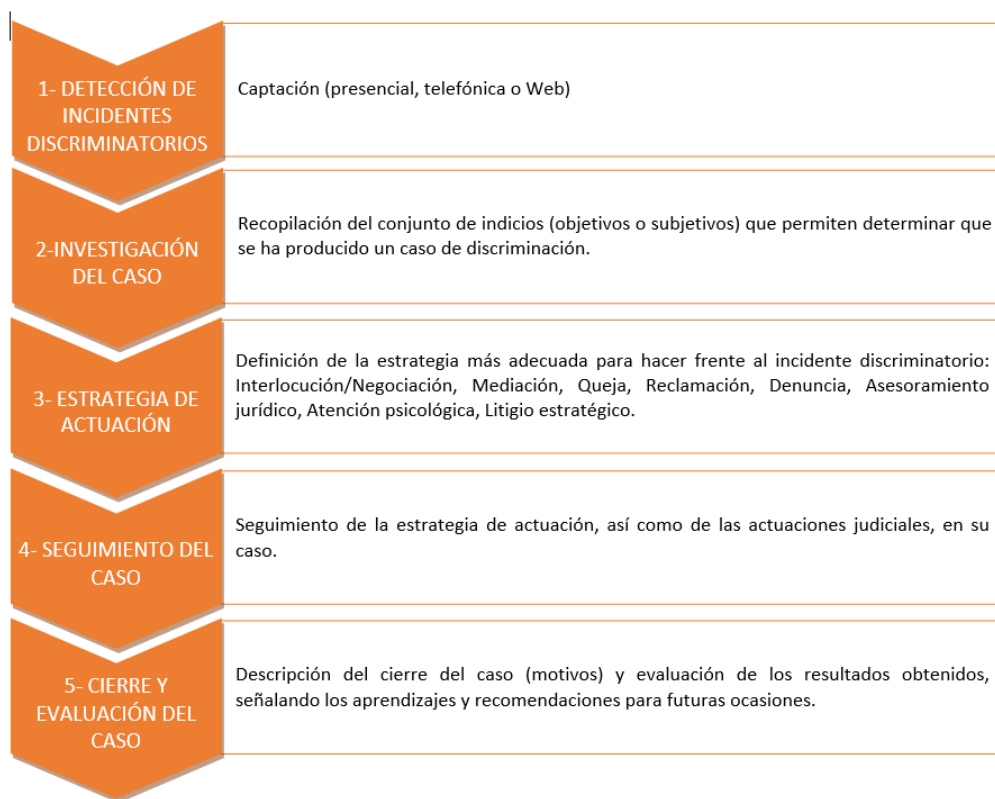 1- DETECCIÓN DE
INCIDENTES
DISCRIMINATORIOS
Captación (presencial, telefónica o Web)
2-INVESTIGACIÓN
DEL CASO
Recopilación del conjunto de indicios (objetivos o subjetivos) que permiten determinar que
se ha producido un caso de discriminación.
3- ESTRATEGIA DE
ACTUACIÓN
Definición de la estrategia más adecuada para hacer frente al incidente discriminatorio:
Interlocución/Negociación, Mediación, Queja, Reclamación, Denuncia, Asesoramiento
jurídico, Atención psicológica, Litigio estratégico.
4- SEGUIMIENTO DEL
CASO
Seguimiento de la estrategia de actuación, así como de las actuaciones judiciales, en su
caso.
5- CIERRE Y
EVALUACIÓN DEL
CASO
Descripción del cierre del caso (motivos) y evaluación de los resultados obtenidos,
señalando los aprendizajes y recomendaciones para futuras ocasiones.